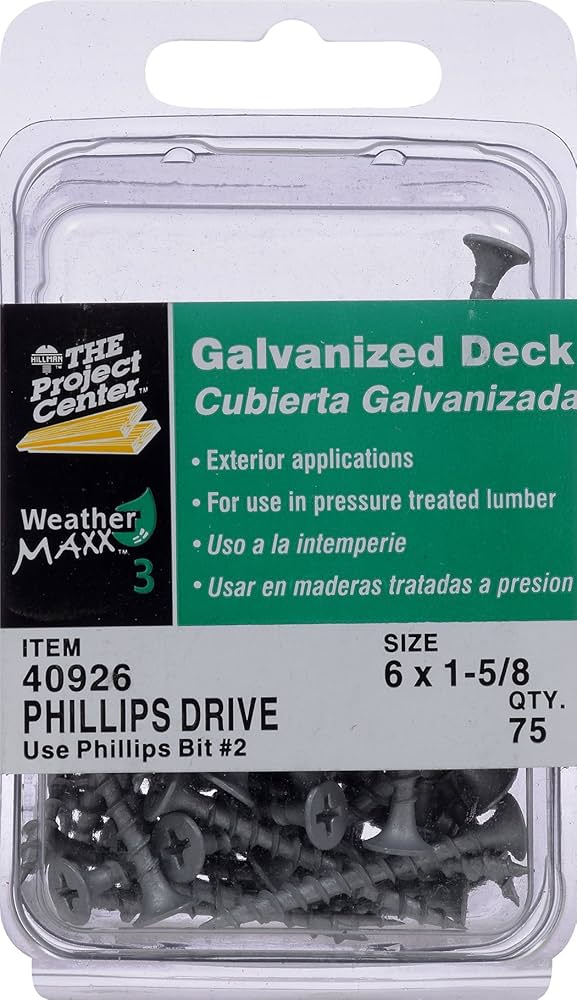 HILLMAN
THE
Project
Center™
Weather
MAXX™
3
Galvanized Deck
Cubierta Galvanizada
• Exterior applications
• For use in pressure treated lumber
• Uso a la intemperie
• Usar en maderas tratadas a presion
ITEM
40926
PHILLIPS DRIVE
Use Phillips Bit #2
SIZE
6 x 1-5/8
QTY.
75